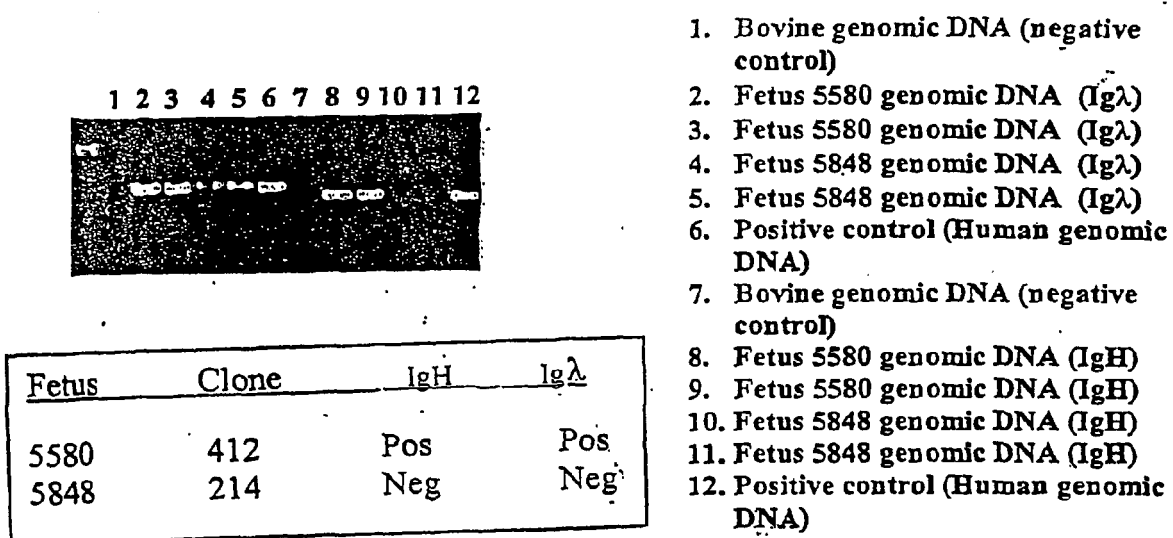 1 2 3 4 5 6 7 8 9 10 11 12
Fetus Clone IgH Igλ
5580 412 Pos Pos
5848 214 Neg Neg
1. Bovine genomic DNA (negative
control)
2. Fetus 5580 genomic DNA (Igλ)
3. Fetus 5580 genomic DNA (Igλ)
4. Fetus 5848 genomic DNA (Igλ)
5. Fetus 5848 genomic DNA (Igλ)
6. Positive control (Human genomic
DNA)
7. Bovine genomic DNA (negative
control)
8. Fetus 5580 genomic DNA (IgH)
9. Fetus 5580 genomic DNA (IgH)
10. Fetus 5848 genomic DNA (IgH)
11. Fetus 5848 genomic DNA (IgH)
12. Positive control (Human genomic
DNA)